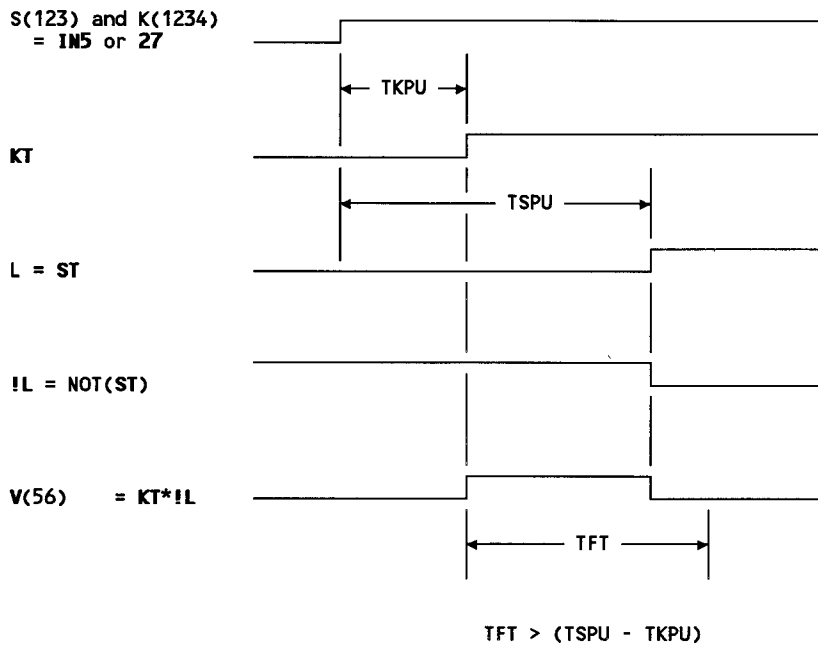 S(123) and K(1234)
= IN5 or 27
TKPU
KT
TSPU
L = ST
!L = NOT(ST)
V(56) = KT*!L
TFT
TFT > (TSPU - TKPU)